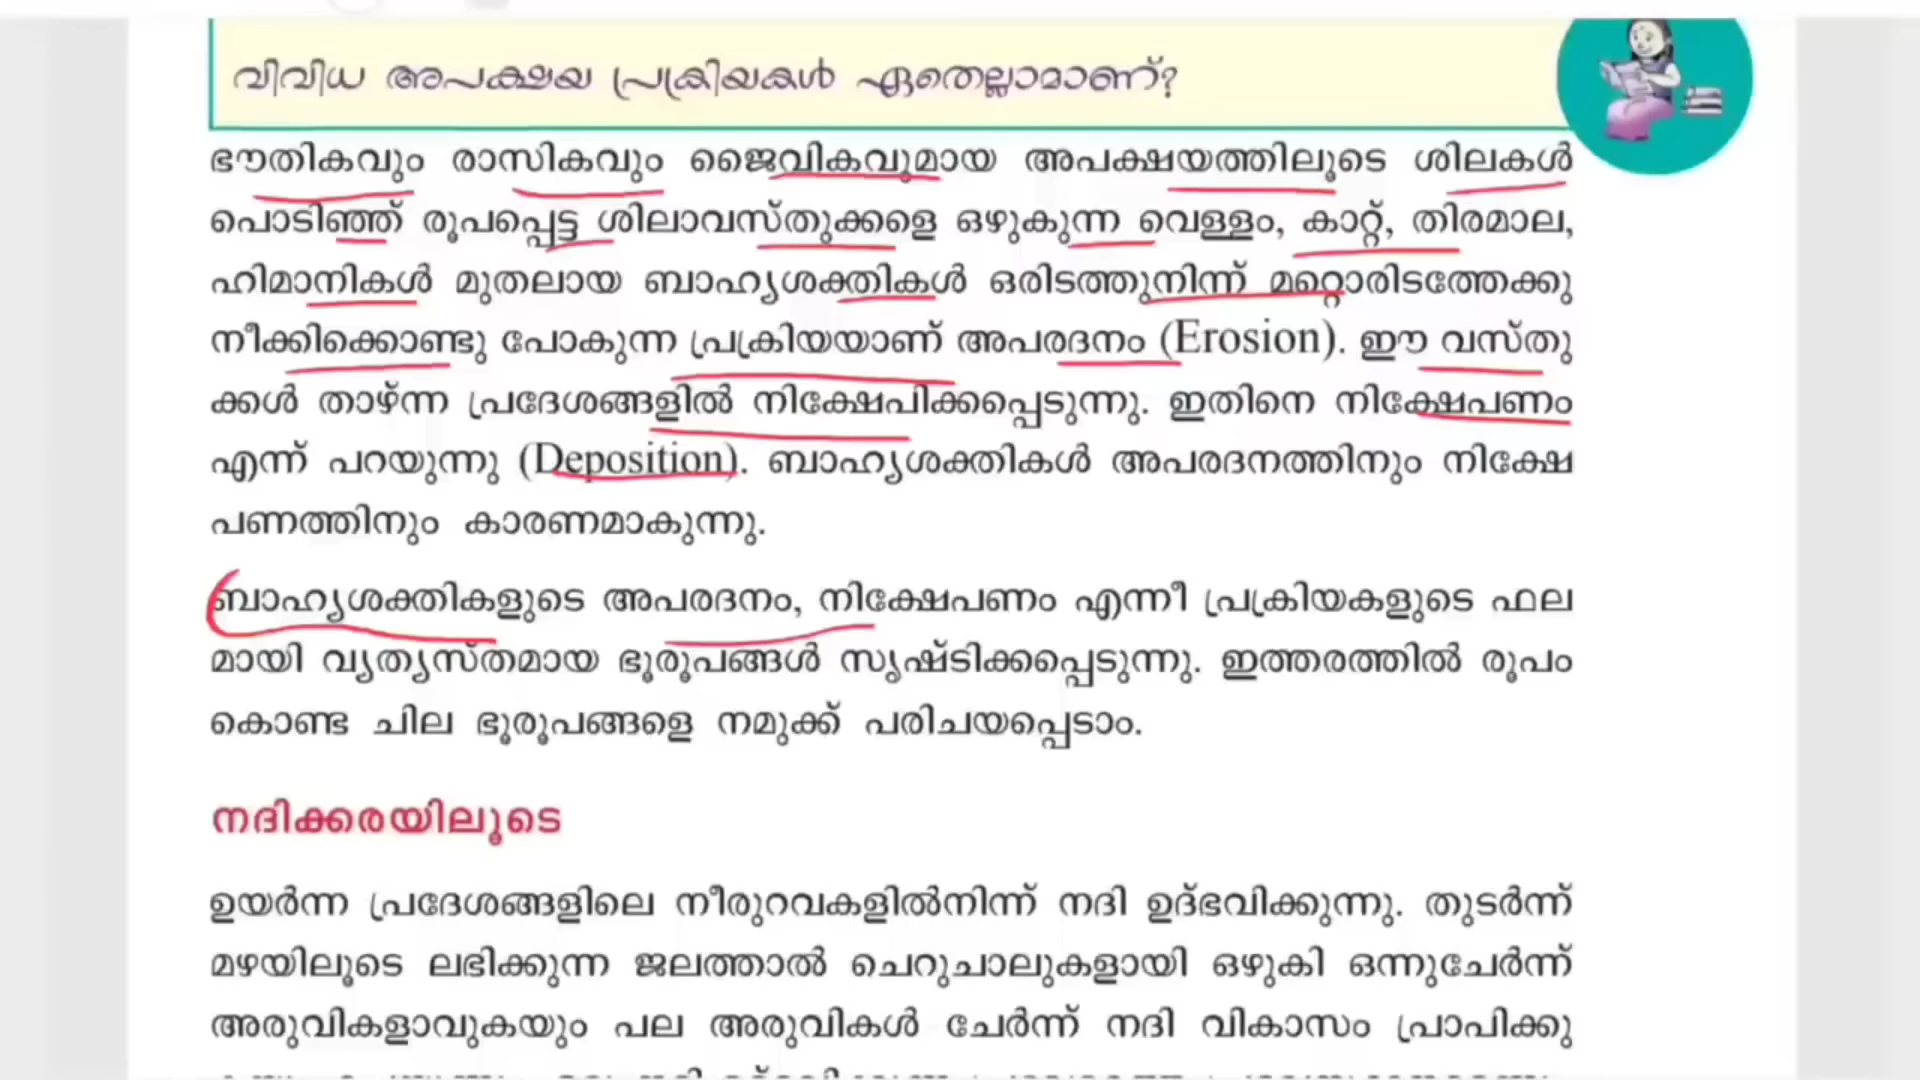 വിവിധ അപക്ഷയ പ്രക്രിയകൾ ഏതെല്ലാമാണ്?
ഭൗതികവും രാസികവും ജൈവികവുമായ അപക്ഷയത്തിലൂടെ ശിലകൾ
പൊടിഞ്ഞ് രൂപപ്പെട്ട ശിലാവസ്തുക്കളെ ഒഴുകുന്ന വെള്ളം, കാറ്റ്, തിരമാല,
ഹിമാനികൾ മുതലായ ബാഹ്യശക്തികൾ ഒരിടത്തുനിന്ന് മറ്റൊരിടത്തേക്കു
നീക്കിക്കൊണ്ടു പോകുന്ന പ്രക്രിയയാണ് അപരദനം (Erosion). ഈ വസ്തു
ക്കൾ താഴ്ന്ന പ്രദേശങ്ങളിൽ നിക്ഷേപിക്കപ്പെടുന്നു. ഇതിനെ നിക്ഷേപണം
എന്ന് പറയുന്നു (Deposition). ബാഹ്യശക്തികൾ അപരദനത്തിനും നിക്ഷേ
പണത്തിനും കാരണമാകുന്നു.
ബാഹ്യശക്തികളുടെ അപരദനം, നിക്ഷേപണം എന്നീ പ്രക്രിയകളുടെ ഫല
മായി വ്യത്യസ്തമായ ഭൂരൂപങ്ങൾ സൃഷ്ടിക്കപ്പെടുന്നു. ഇത്തരത്തിൽ രൂപം
കൊണ്ട ചില ഭൂരൂപങ്ങളെ നമുക്ക് പരിചയപ്പെടാം.
നദിക്കരയിലൂടെ
ഉയർന്ന പ്രദേശങ്ങളിലെ നീരുറവകളിൽനിന്ന് നദി ഉദ്ഭവിക്കുന്നു. തുടർന്ന്
മഴയിലൂടെ ലഭിക്കുന്ന ജലത്താൽ ചെറുചാലുകളായി ഒഴുകി ഒന്നുചേർന്ന്
അരുവികളാവുകയും പല അരുവികൾ ചേർന്ന് നദി വികാസം പ്രാപിക്കു